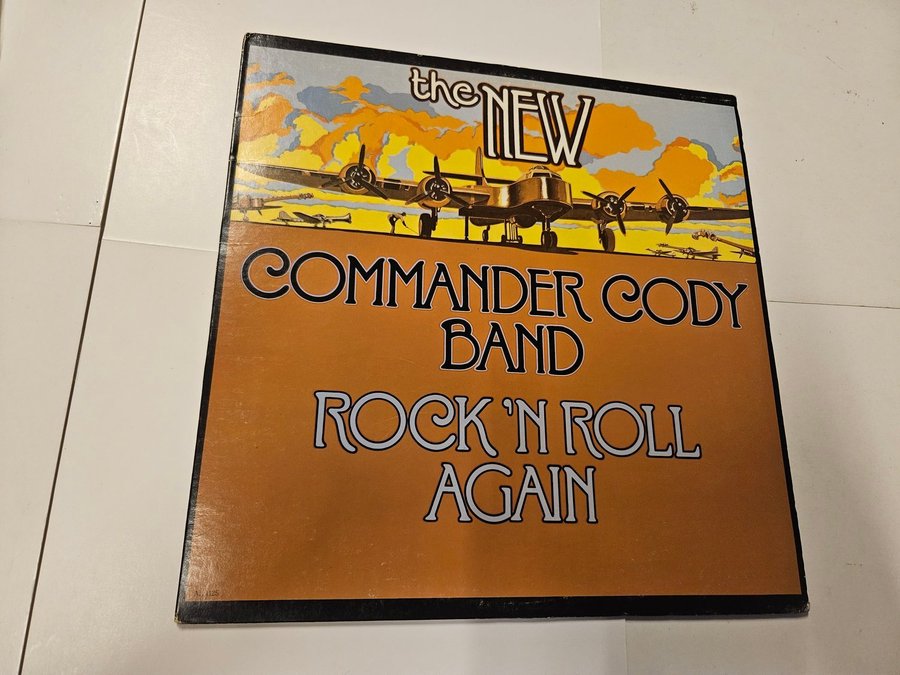 the NEW
COMMANDER CODY
BAND
ROCK 'N ROLL
AGAIN